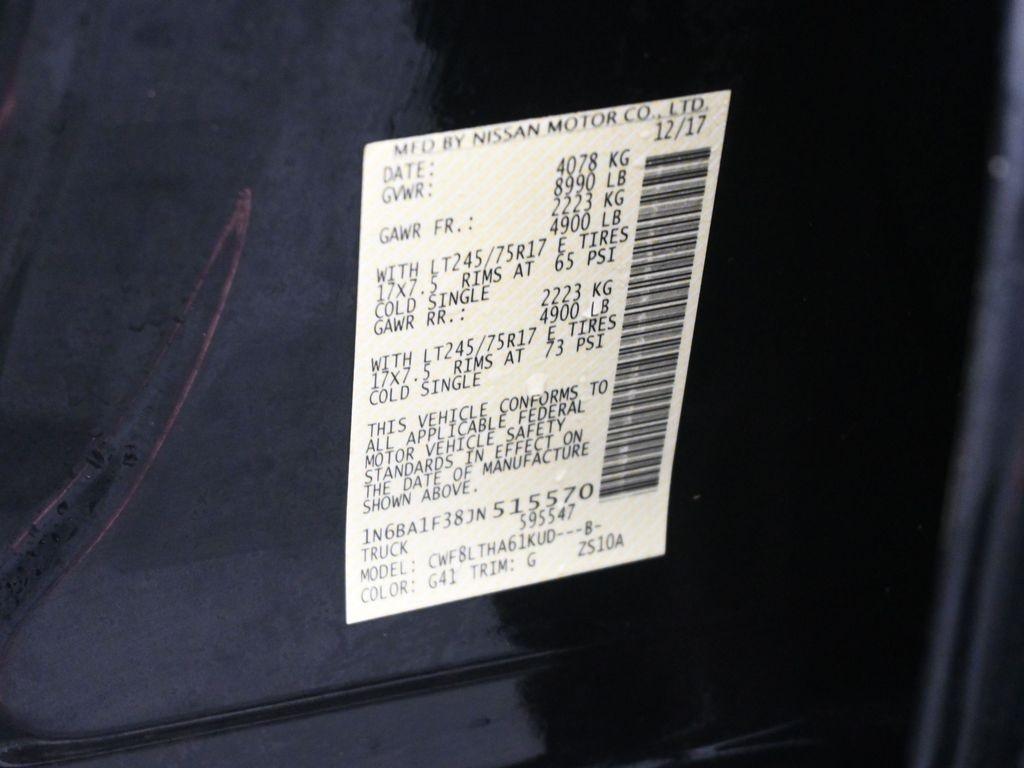 MFD BY NISSAN MOTOR CO., LTD.
DATE: 12/17
GVWR: 4078 KG
8990 LB
GAWR FR.: 2223 KG
4900 LB
WITH LT245/75R17 E TIRES
17X7.5 RIMS AT 65 PSI
COLD SINGLE
GAWR RR.: 2223 KG
4900 LB
WITH LT245/75R17 E TIRES
17X7.5 RIMS AT 73 PSI
COLD SINGLE
THIS VEHICLE CONFORMS TO
ALL APPLICABLE FEDERAL
MOTOR VEHICLE SAFETY
STANDARDS IN EFFECT ON
THE DATE OF MANUFACTURE
SHOWN ABOVE.
1N6BA1F38JN515570
TRUCK 595547
MODEL: CWF8LTHA61KUD---B-
COLOR: G41 TRIM: G ZS10A